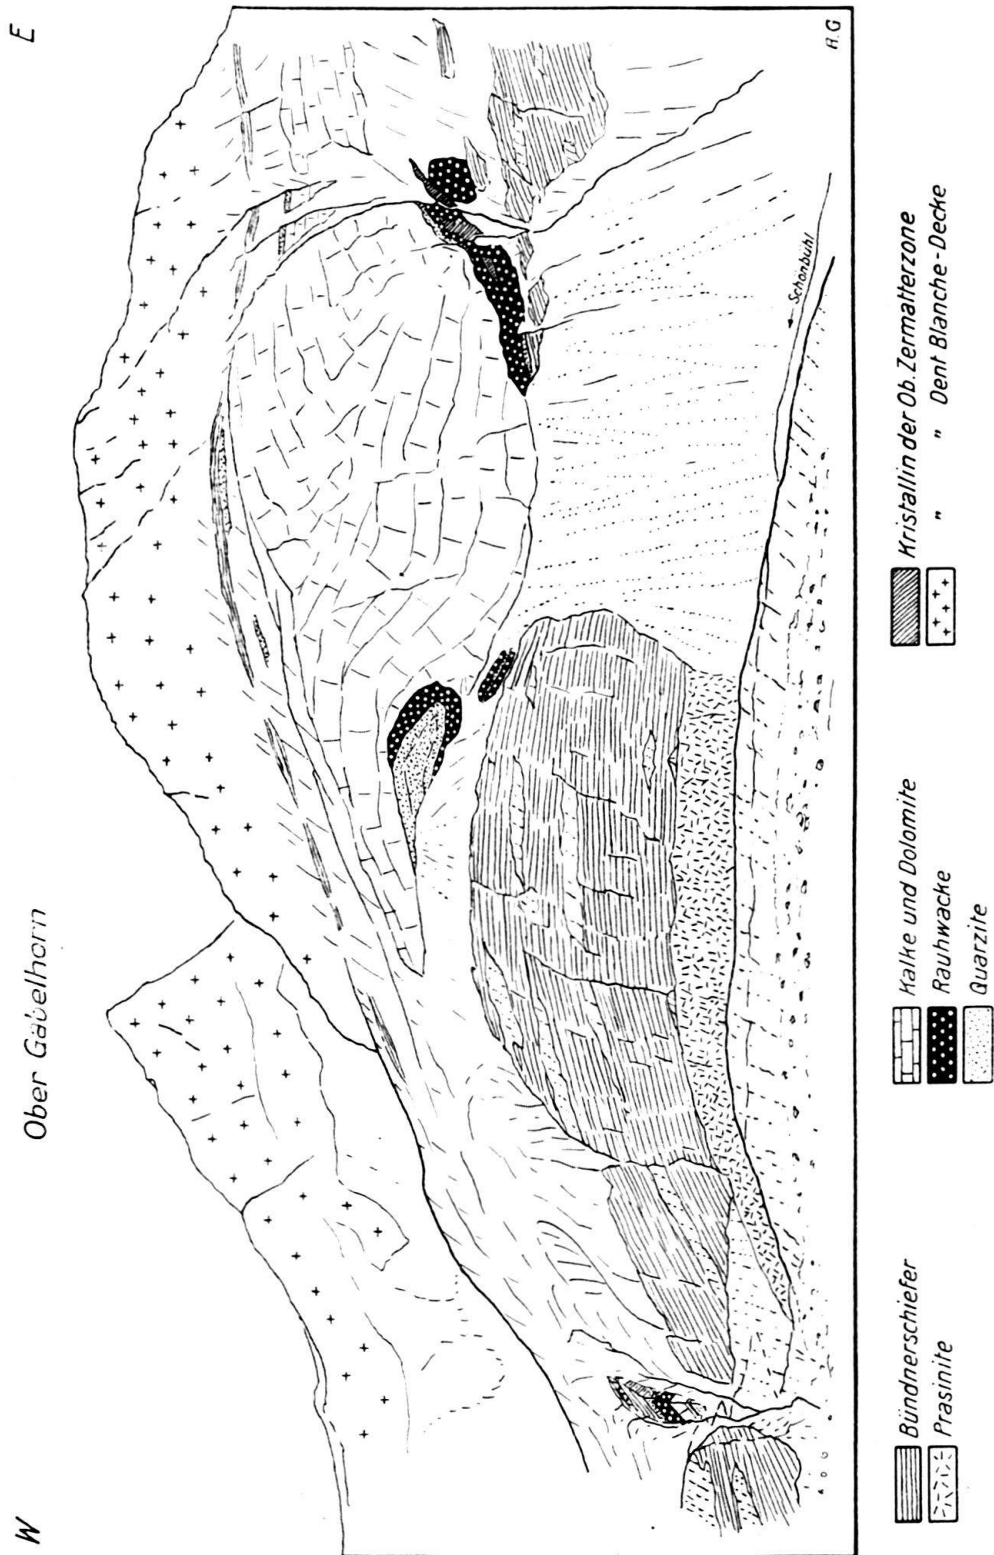 W
Ober Gabelhorn
E
Schönbühl
A.G
Bündnerschiefer
Prasinite
Kalke und Dolomite
Rauhwacke
Quarzite
Kristallin der Ob. Zermatterzone
" " Dent Blanche-Decke